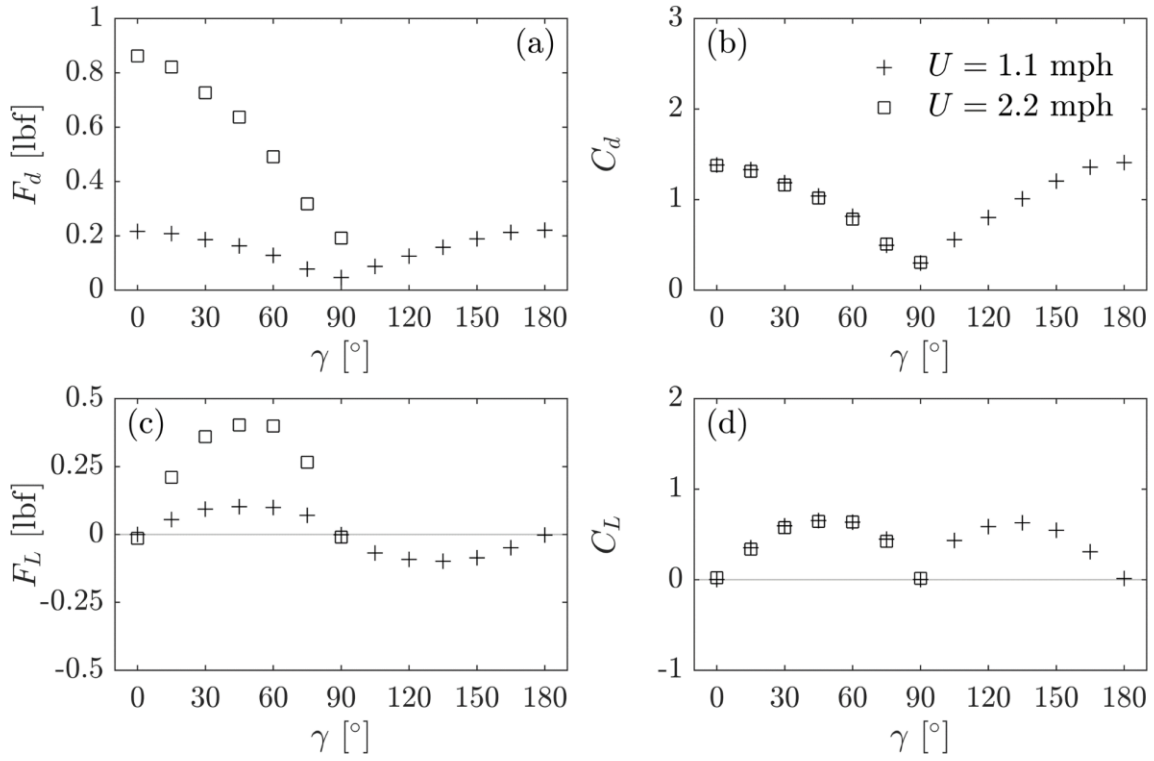 (a)
1
0.8
0.6
0.4
0.2
0
F_d [lbf]
0 30 60 90 120 150 180
γ [°]
(b)
U = 1.1 mph
U = 2.2 mph
3
2
1
0
C_d
0 30 60 90 120 150 180
γ [°]
(c)
0.5
0.25
0
-0.25
-0.5
F_L [lbf]
0 30 60 90 120 150 180
γ [°]
(d)
2
1
0
-1
C_L
0 30 60 90 120 150 180
γ [°]